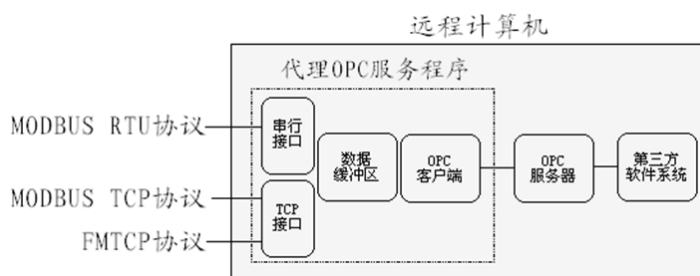 远程计算机
代理OPC服务程序
MODBUS RTU协议
串行
接口
数据
缓冲区
OPC
客户端
OPC
服务器
第三方
软件系统
MODBUS TCP协议
TCP
接口
FMTCP协议